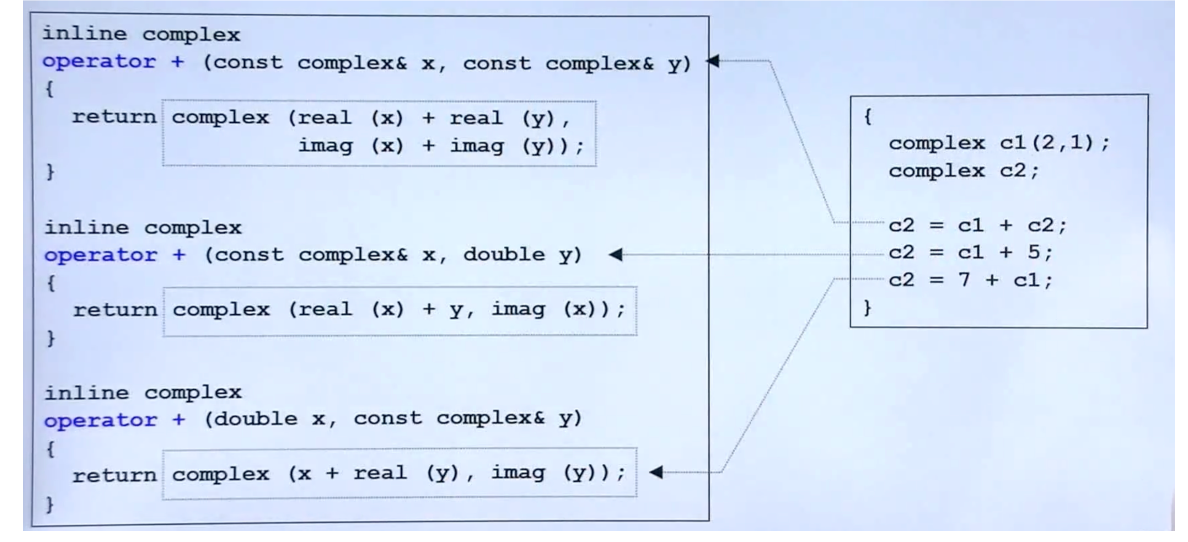 inline complex
operator + (const complex& x, const complex& y)
{
  return complex (real (x) + real (y),
                  imag (x) + imag (y));
}

inline complex
operator + (const complex& x, double y)
{
  return complex (real (x) + y, imag (x));
}

inline complex
operator + (double x, const complex& y)
{
  return complex (x + real (y), imag (y));
}

{
  complex c1(2,1);
  complex c2;

  c2 = c1 + c2;
  c2 = c1 + 5;
  c2 = 7 + c1;
}